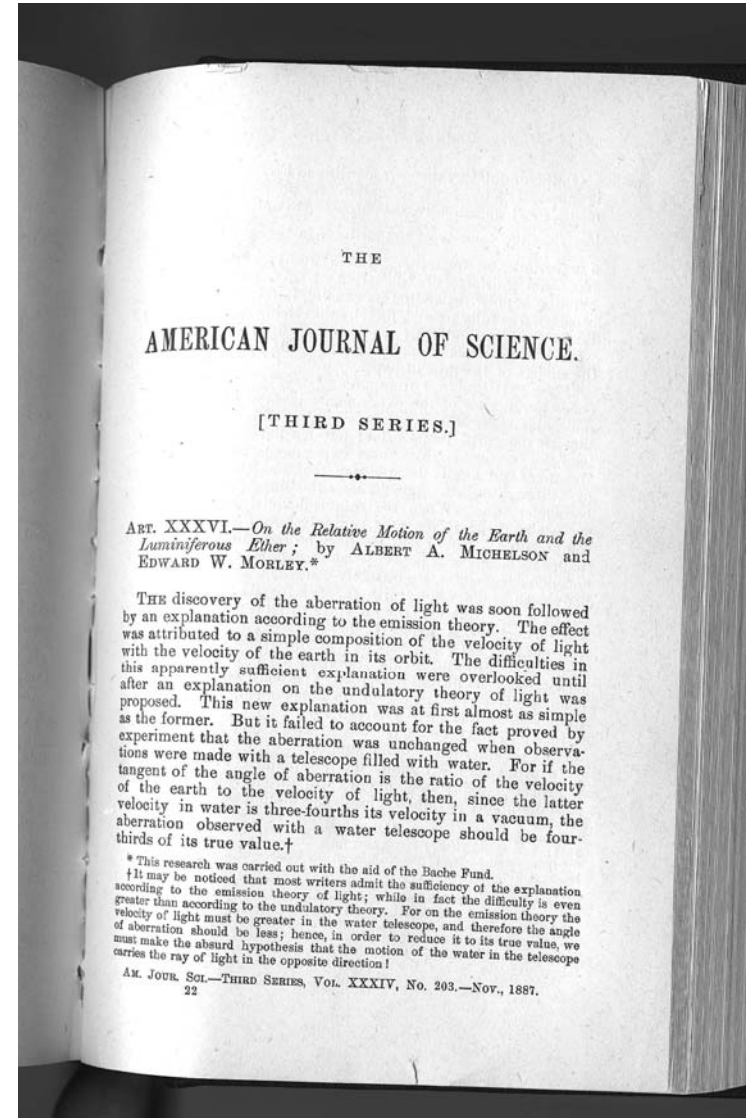 THE
AMERICAN JOURNAL OF SCIENCE.
[THIRD SERIES.]
ART. XXXVI.—On the Relative Motion of the Earth and the
Luminiferous Ether; by ALBERT A. MICHELSON and
EDWARD W. MORLEY.*
THE discovery of the aberration of light was soon followed
by an explanation according to the emission theory. The effect
was attributed to a simple composition of the velocity of light
with the velocity of the earth in its orbit. The difficulties in
this apparently sufficient explanation were overlooked until
after an explanation on the undulatory theory of light was
proposed. This new explanation was at first almost as simple
as the former. But it failed to account for the fact proved by
experiment that the aberration was unchanged when observa-
tions were made with a telescope filled with water. For if the
tangent of the angle of aberration is the ratio of the velocity
of the earth to the velocity of light, then, since the latter
velocity in water is three-fourths its velocity in a vacuum, the
aberration observed with a water telescope should be four-
thirds of its true value.†
* This research was carried out with the aid of the Bache Fund.
† It may be noticed that most writers admit the sufficiency of the explanation
according to the emission theory of light; while in fact the difficulty is even
greater than according to the undulatory theory. For on the emission theory the
velocity of light must be greater in the water telescope, and therefore the angle
of aberration should be less; hence, in order to reduce it to its true value, we
must make the absurd hypothesis that the motion of the water in the telescope
carries the ray of light in the opposite direction!
AM. JOUR. SCI.—THIRD SERIES, VOL. XXXIV, No. 203.—NOV., 1887.
22